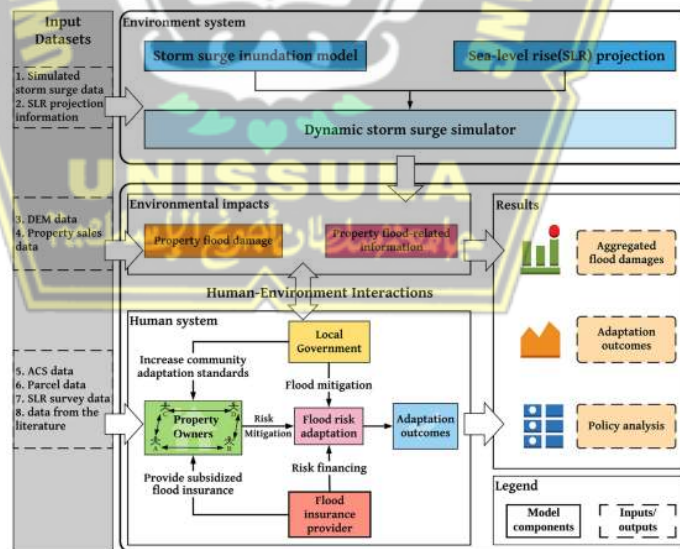 Input
Datasets
1. Simulated
storm surge data
2. SLR projection
information
3. DEM data
4. Property sales
data
5. ACS data
6. Parcel data
7. SLR survey data
8. data from the
literature
Environment system
Storm surge inundation model
Sea-level rise(SLR) projection
Dynamic storm surge simulator
UNISSULA
Environmental impacts
Property flood damage
Property flood-related
information
Human-Environment Interactions
Human system
Local
Government
Increase community
adaptation standards
Flood mitigation
Property
Owners
Risk
Mitigation
Flood risk
adaptation
Adaptation
outcomes
Provide subsidized
flood insurance
Risk financing
Flood
insurance
provider
Results
Aggregated
flood damages
Adaptation
outcomes
Policy analysis
Legend
Model
components
Inputs/
outputs